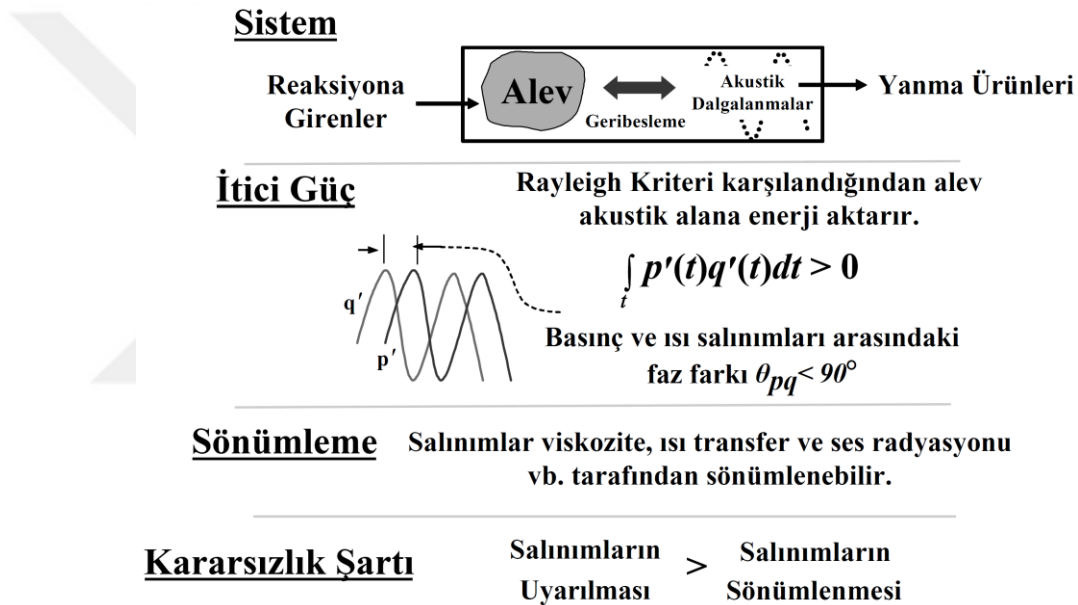 Sistem
Reaksiyona
Girenler
Alev
Geribesleme
Akustik
Dalgalanmalar
Yanma Ürünleri
İtici Güç
Rayleigh Kriteri karşılandığından alev
akustik alana enerji aktarır.
∫ p'(t)q'(t)dt > 0
t
q'
p'
Basınç ve ısı salınımları arasındaki
faz farkı θpq< 90°
Sönümleme
Salınımlar viskozite, ısı transfer ve ses radyasyonu
vb. tarafından sönümlenebilir.
Kararsızlık Şartı
Salınımların
Uyarılması
>
Salınımların
Sönümlenmesi